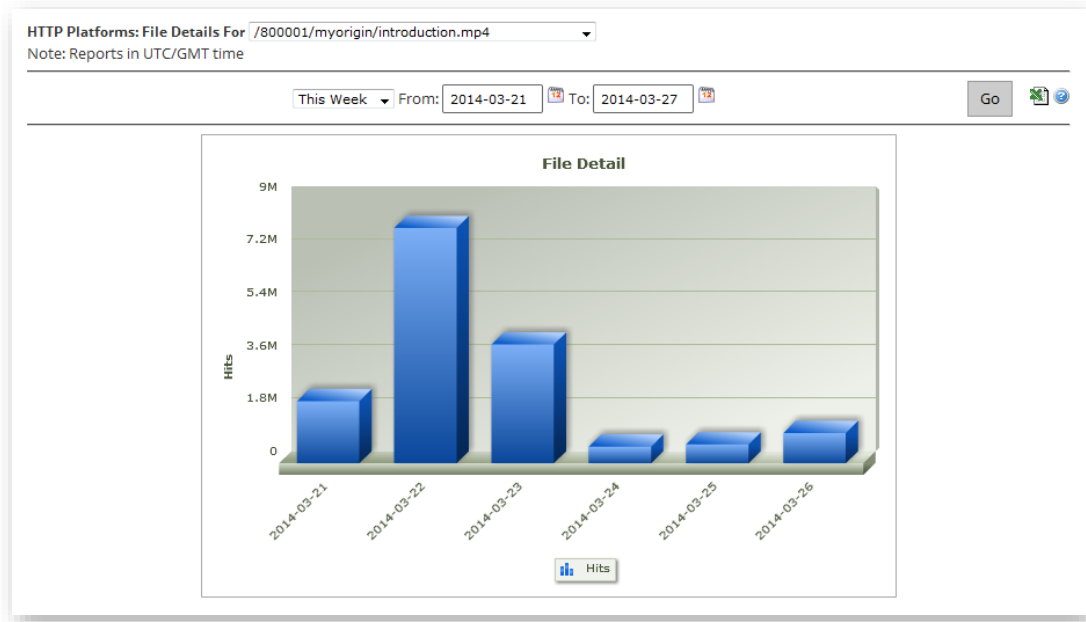 HTTP Platforms: File Details For /800001/myorigin/introduction.mp4
Note: Reports in UTC/GMT time
This Week From: 2014-03-21 12 To: 2014-03-27 12 Go
File Detail
9M
7.2M
5.4M
3.6M
1.8M
0
Hits
2014-03-21 2014-03-22 2014-03-23 2014-03-24 2014-03-25 2014-03-26
Hits